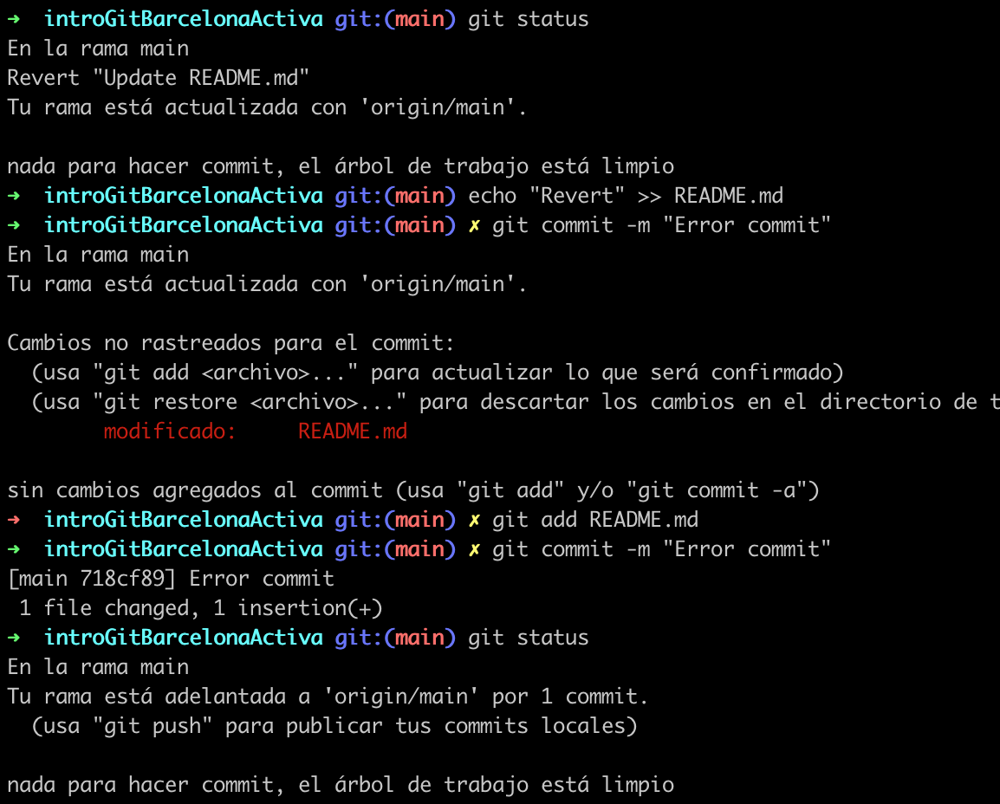 ➜  introGitBarcelonaActiva git:(main) git status
En la rama main
Revert "Update README.md"
Tu rama está actualizada con 'origin/main'.

nada para hacer commit, el árbol de trabajo está limpio
➜  introGitBarcelonaActiva git:(main) echo "Revert" >> README.md
➜  introGitBarcelonaActiva git:(main) ✗ git commit -m "Error commit"
En la rama main
Tu rama está actualizada con 'origin/main'.

Cambios no rastreados para el commit:
  (usa "git add <archivo>..." para actualizar lo que será confirmado)
  (usa "git restore <archivo>..." para descartar los cambios en el directorio de t
        modificado:     README.md

sin cambios agregados al commit (usa "git add" y/o "git commit -a")
➜  introGitBarcelonaActiva git:(main) ✗ git add README.md
➜  introGitBarcelonaActiva git:(main) ✗ git commit -m "Error commit"
[main 718cf89] Error commit
 1 file changed, 1 insertion(+)
➜  introGitBarcelonaActiva git:(main) git status
En la rama main
Tu rama está adelantada a 'origin/main' por 1 commit.
  (usa "git push" para publicar tus commits locales)

nada para hacer commit, el árbol de trabajo está limpio